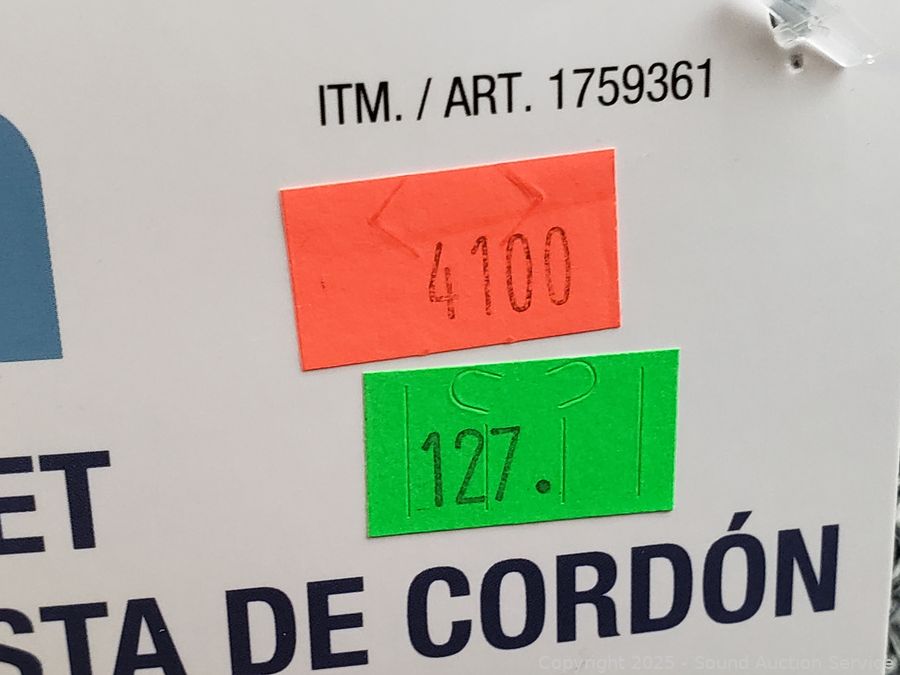 ITM. / ART. 1759361
4100
127.
ET
STA DE CORDÓN
Copyright 2025 - Sound Auction Service